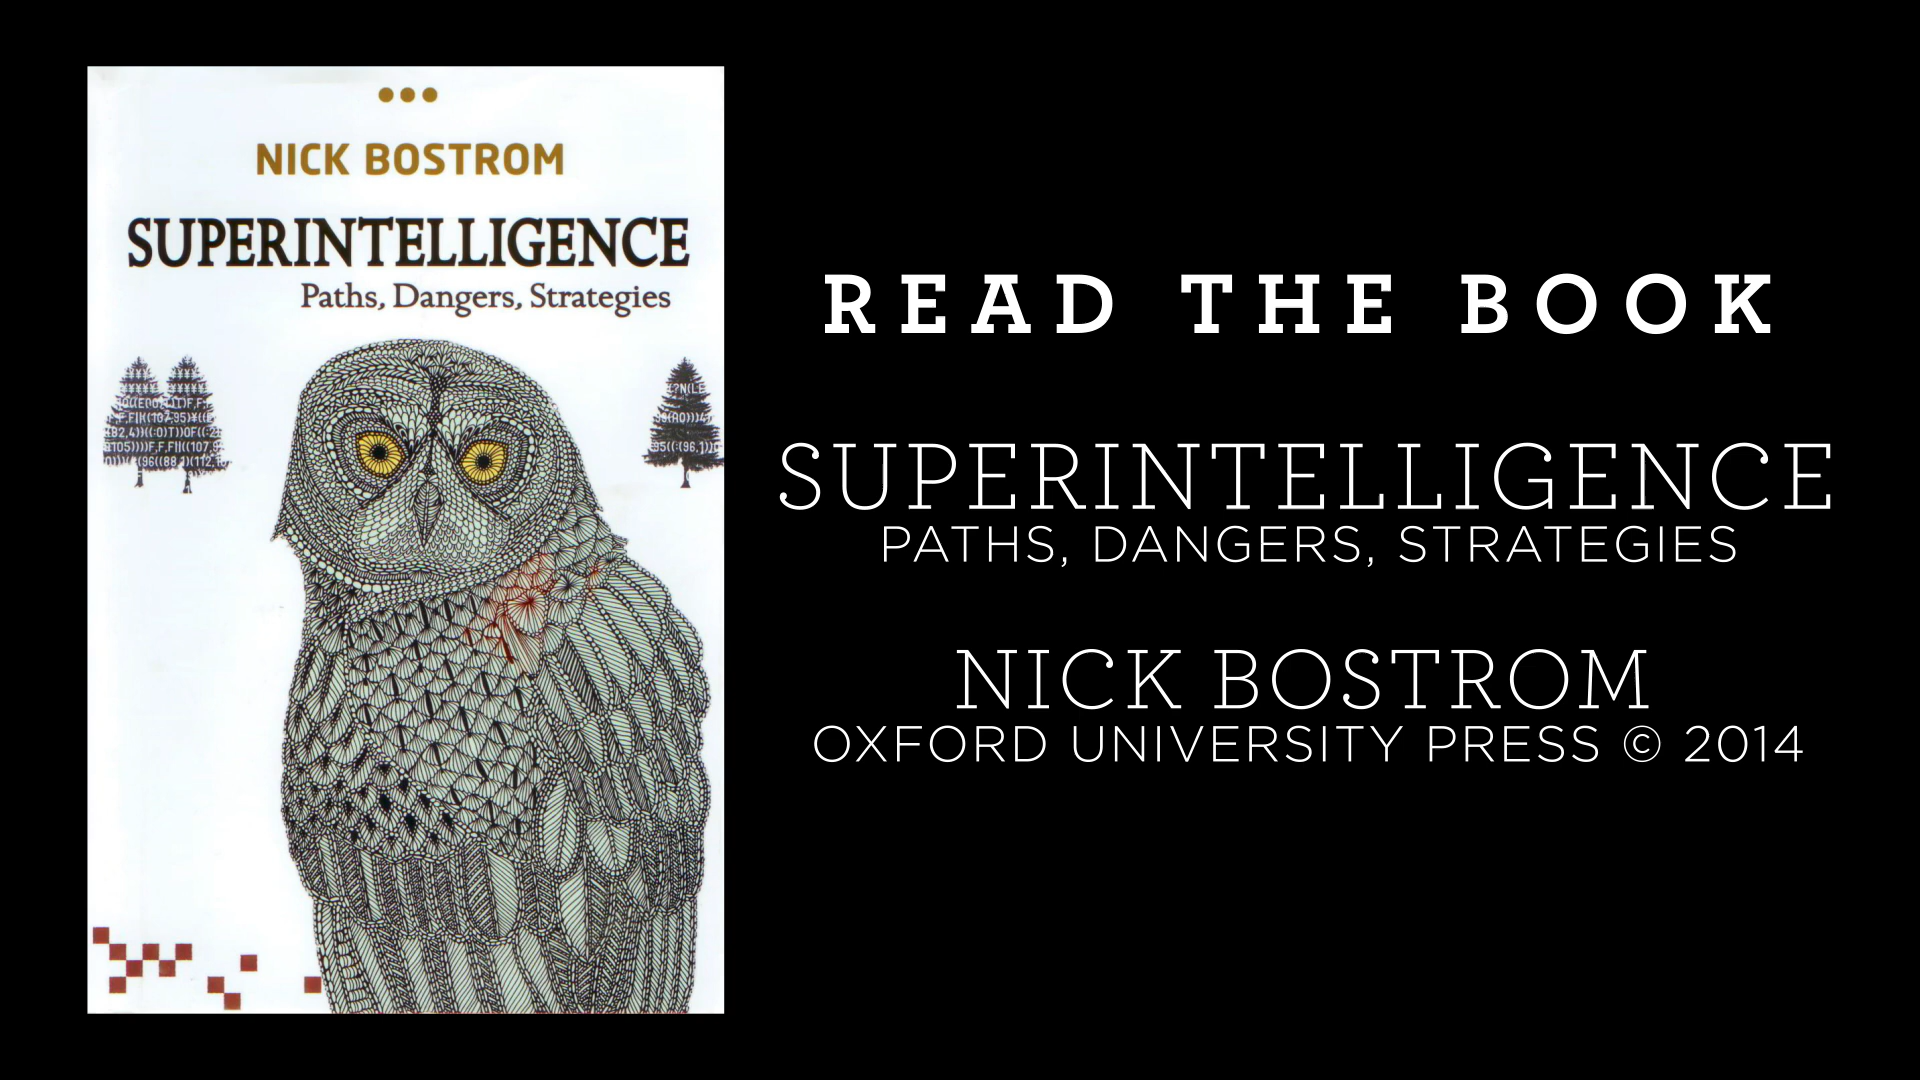 NICK BOSTROM
SUPERINTELLIGENCE
Paths, Dangers, Strategies
READ THE BOOK
SUPERINTELLIGENCE
PATHS, DANGERS, STRATEGIES
NICK BOSTROM
OXFORD UNIVERSITY PRESS © 2014